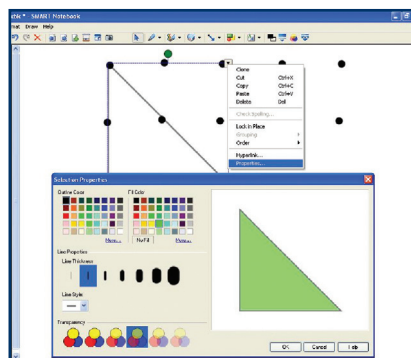 * SMART Notebook
mat Draw Help
Clone
Cut Ctrl+X
Copy Ctrl+C
Paste Ctrl+V
Delete Del
Check Spelling...
Lock in Place
Grouping
Order
Hyperlink...
Properties...
Selection Properties
Outline Color Fill Color
More... No Fill More...
Line Properties
Line Thickness
Line Style
Transparency
OK Cancel Help